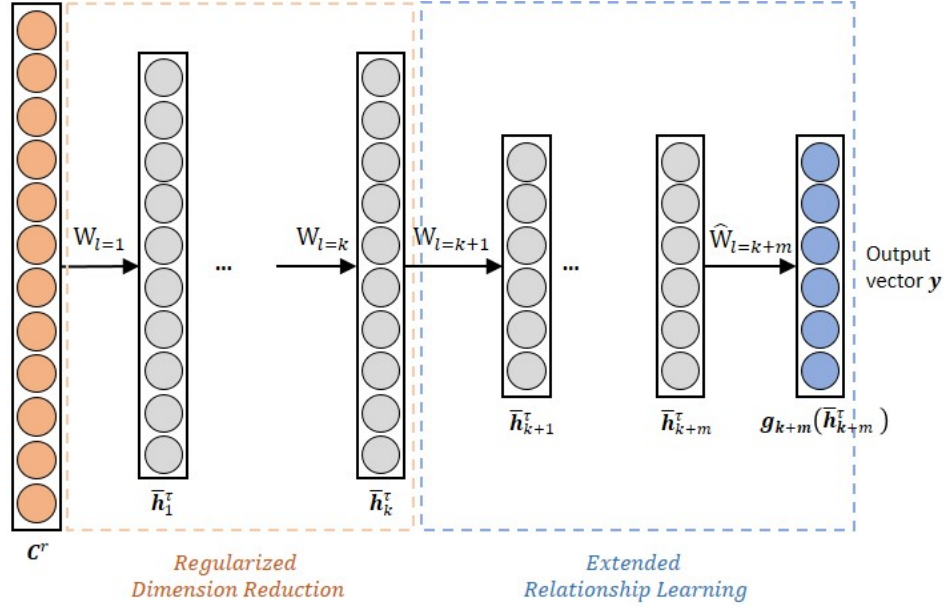 W_{l=1}
...
W_{l=k}
W_{l=k+1}
...
Ŵ_{l=k+m}
Output
vector y
C^r
h̄_1^τ
h̄_k^τ
h̄_{k+1}^τ
h̄_{k+m}^τ
g_{k+m}(h̄_{k+m}^τ)
Regularized
Dimension Reduction
Extended
Relationship Learning